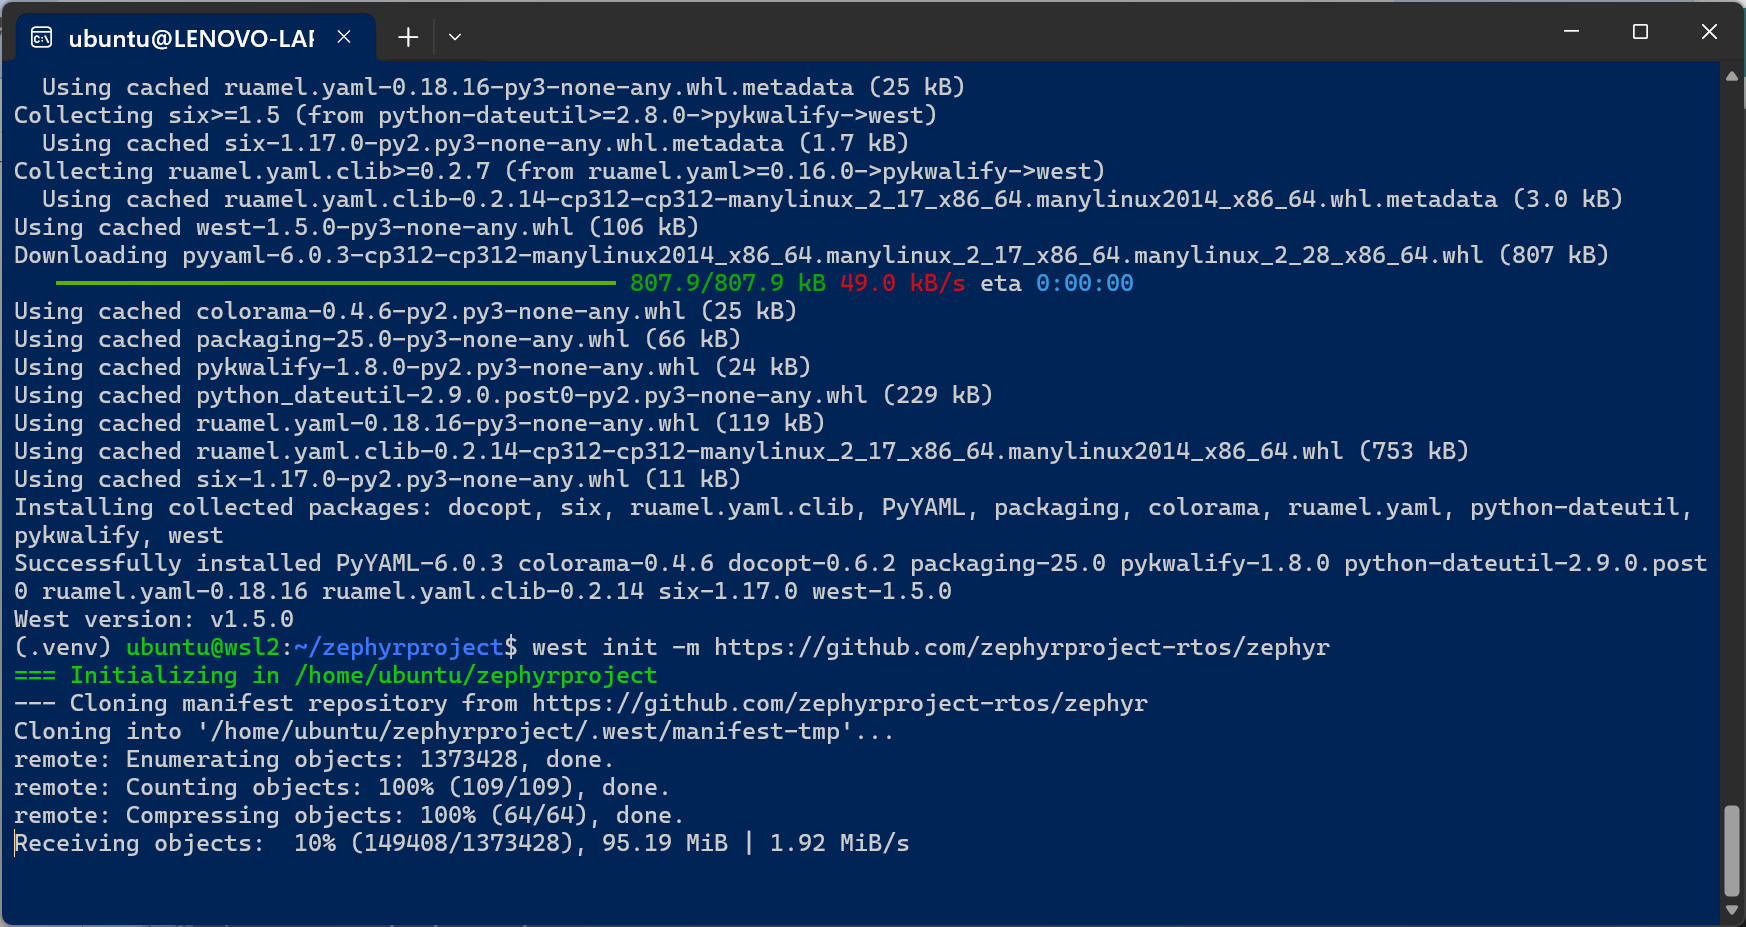 ubuntu@LENOVO-LAP
  Using cached ruamel.yaml-0.18.16-py3-none-any.whl.metadata (25 kB)
Collecting six>=1.5 (from python-dateutil>=2.8.0->pykwalify->west)
  Using cached six-1.17.0-py2.py3-none-any.whl.metadata (1.7 kB)
Collecting ruamel.yaml.clib>=0.2.7 (from ruamel.yaml>=0.16.0->pykwalify->west)
  Using cached ruamel.yaml.clib-0.2.14-cp312-cp312-manylinux_2_17_x86_64.manylinux2014_x86_64.whl.metadata (3.0 kB)
Using cached west-1.5.0-py3-none-any.whl (106 kB)
Downloading pyyaml-6.0.3-cp312-cp312-manylinux2014_x86_64.manylinux_2_17_x86_64.manylinux_2_28_x86_64.whl (807 kB)
807.9/807.9 kB 49.0 kB/s eta 0:00:00
Using cached colorama-0.4.6-py2.py3-none-any.whl (25 kB)
Using cached packaging-25.0-py3-none-any.whl (66 kB)
Using cached pykwalify-1.8.0-py2.py3-none-any.whl (24 kB)
Using cached python_dateutil-2.9.0.post0-py2.py3-none-any.whl (229 kB)
Using cached ruamel.yaml-0.18.16-py3-none-any.whl (119 kB)
Using cached ruamel.yaml.clib-0.2.14-cp312-cp312-manylinux_2_17_x86_64.manylinux2014_x86_64.whl (753 kB)
Using cached six-1.17.0-py2.py3-none-any.whl (11 kB)
Installing collected packages: docopt, six, ruamel.yaml.clib, PyYAML, packaging, colorama, ruamel.yaml, python-dateutil,
pykwalify, west
Successfully installed PyYAML-6.0.3 colorama-0.4.6 docopt-0.6.2 packaging-25.0 pykwalify-1.8.0 python-dateutil-2.9.0.post
0 ruamel.yaml-0.18.16 ruamel.yaml.clib-0.2.14 six-1.17.0 west-1.5.0
West version: v1.5.0
(.venv) ubuntu@wsl2:~/zephyrproject$ west init -m https://github.com/zephyrproject-rtos/zephyr
=== Initializing in /home/ubuntu/zephyrproject
--- Cloning manifest repository from https://github.com/zephyrproject-rtos/zephyr
Cloning into '/home/ubuntu/zephyrproject/.west/manifest-tmp'...
remote: Enumerating objects: 1373428, done.
remote: Counting objects: 100% (109/109), done.
remote: Compressing objects: 100% (64/64), done.
Receiving objects:  10% (149408/1373428), 95.19 MiB | 1.92 MiB/s